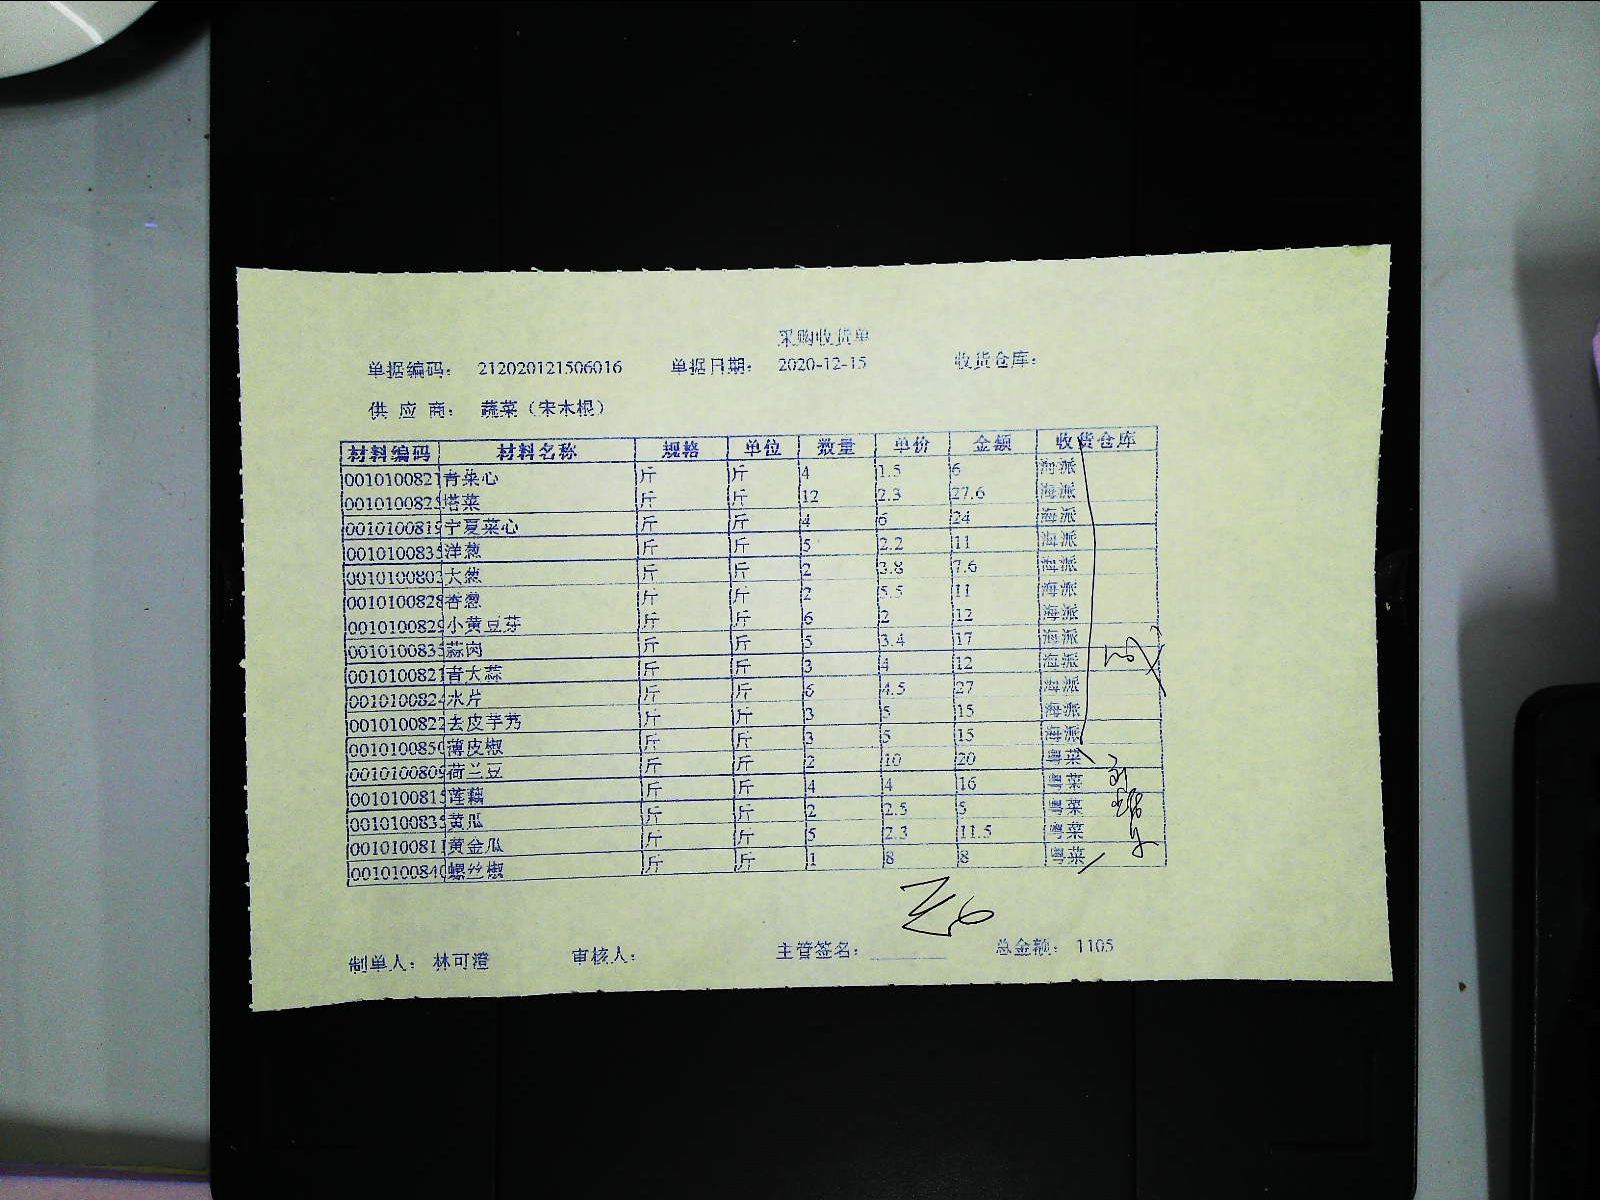 采购收货单
单据编码： 212020121506016 单据日期： 2020-12-15 收货仓库：
供 应 商： 蔬菜（宋木根）
材料编码 材料名称 规格 单位 数量 单价 金额 收货仓库
0010100821 青菜心 斤 斤 4 1.5 6 海派
001010082 塔菜 斤 斤 12 2.3 27.6 海派
001010081 宁夏菜心 斤 斤 4 6 24 海派
001010083 洋葱 斤 斤 5 2.2 11 海派
001010080 大葱 斤 斤 2 3.8 7.6 海派
001010082 香葱 斤 斤 2 5.5 11 海派
001010082 小黄豆芽 斤 斤 6 2 12 海派
001010083 蒜肉 斤 斤 5 3.4 17 海派
001010082 青大蒜 斤 斤 3 4 12 海派
001010082 冰片 斤 斤 6 4.5 27 海派
001010082 去皮芋艿 斤 斤 3 5 15 海派
001010085 薄皮椒 斤 斤 3 5 15 海派
001010080 荷兰豆 斤 斤 2 10 20 粤菜
001010081 莲藕 斤 斤 4 4 16 粤菜
001010083 黄瓜 斤 斤 2 2.5 5 粤菜
001010081 黄金瓜 斤 斤 5 2.3 11.5 粤菜
001010084 螺丝椒 斤 斤 1 8 8 粤菜
制单人： 林可澄 审核人： 主管签名： 总金额： 1105